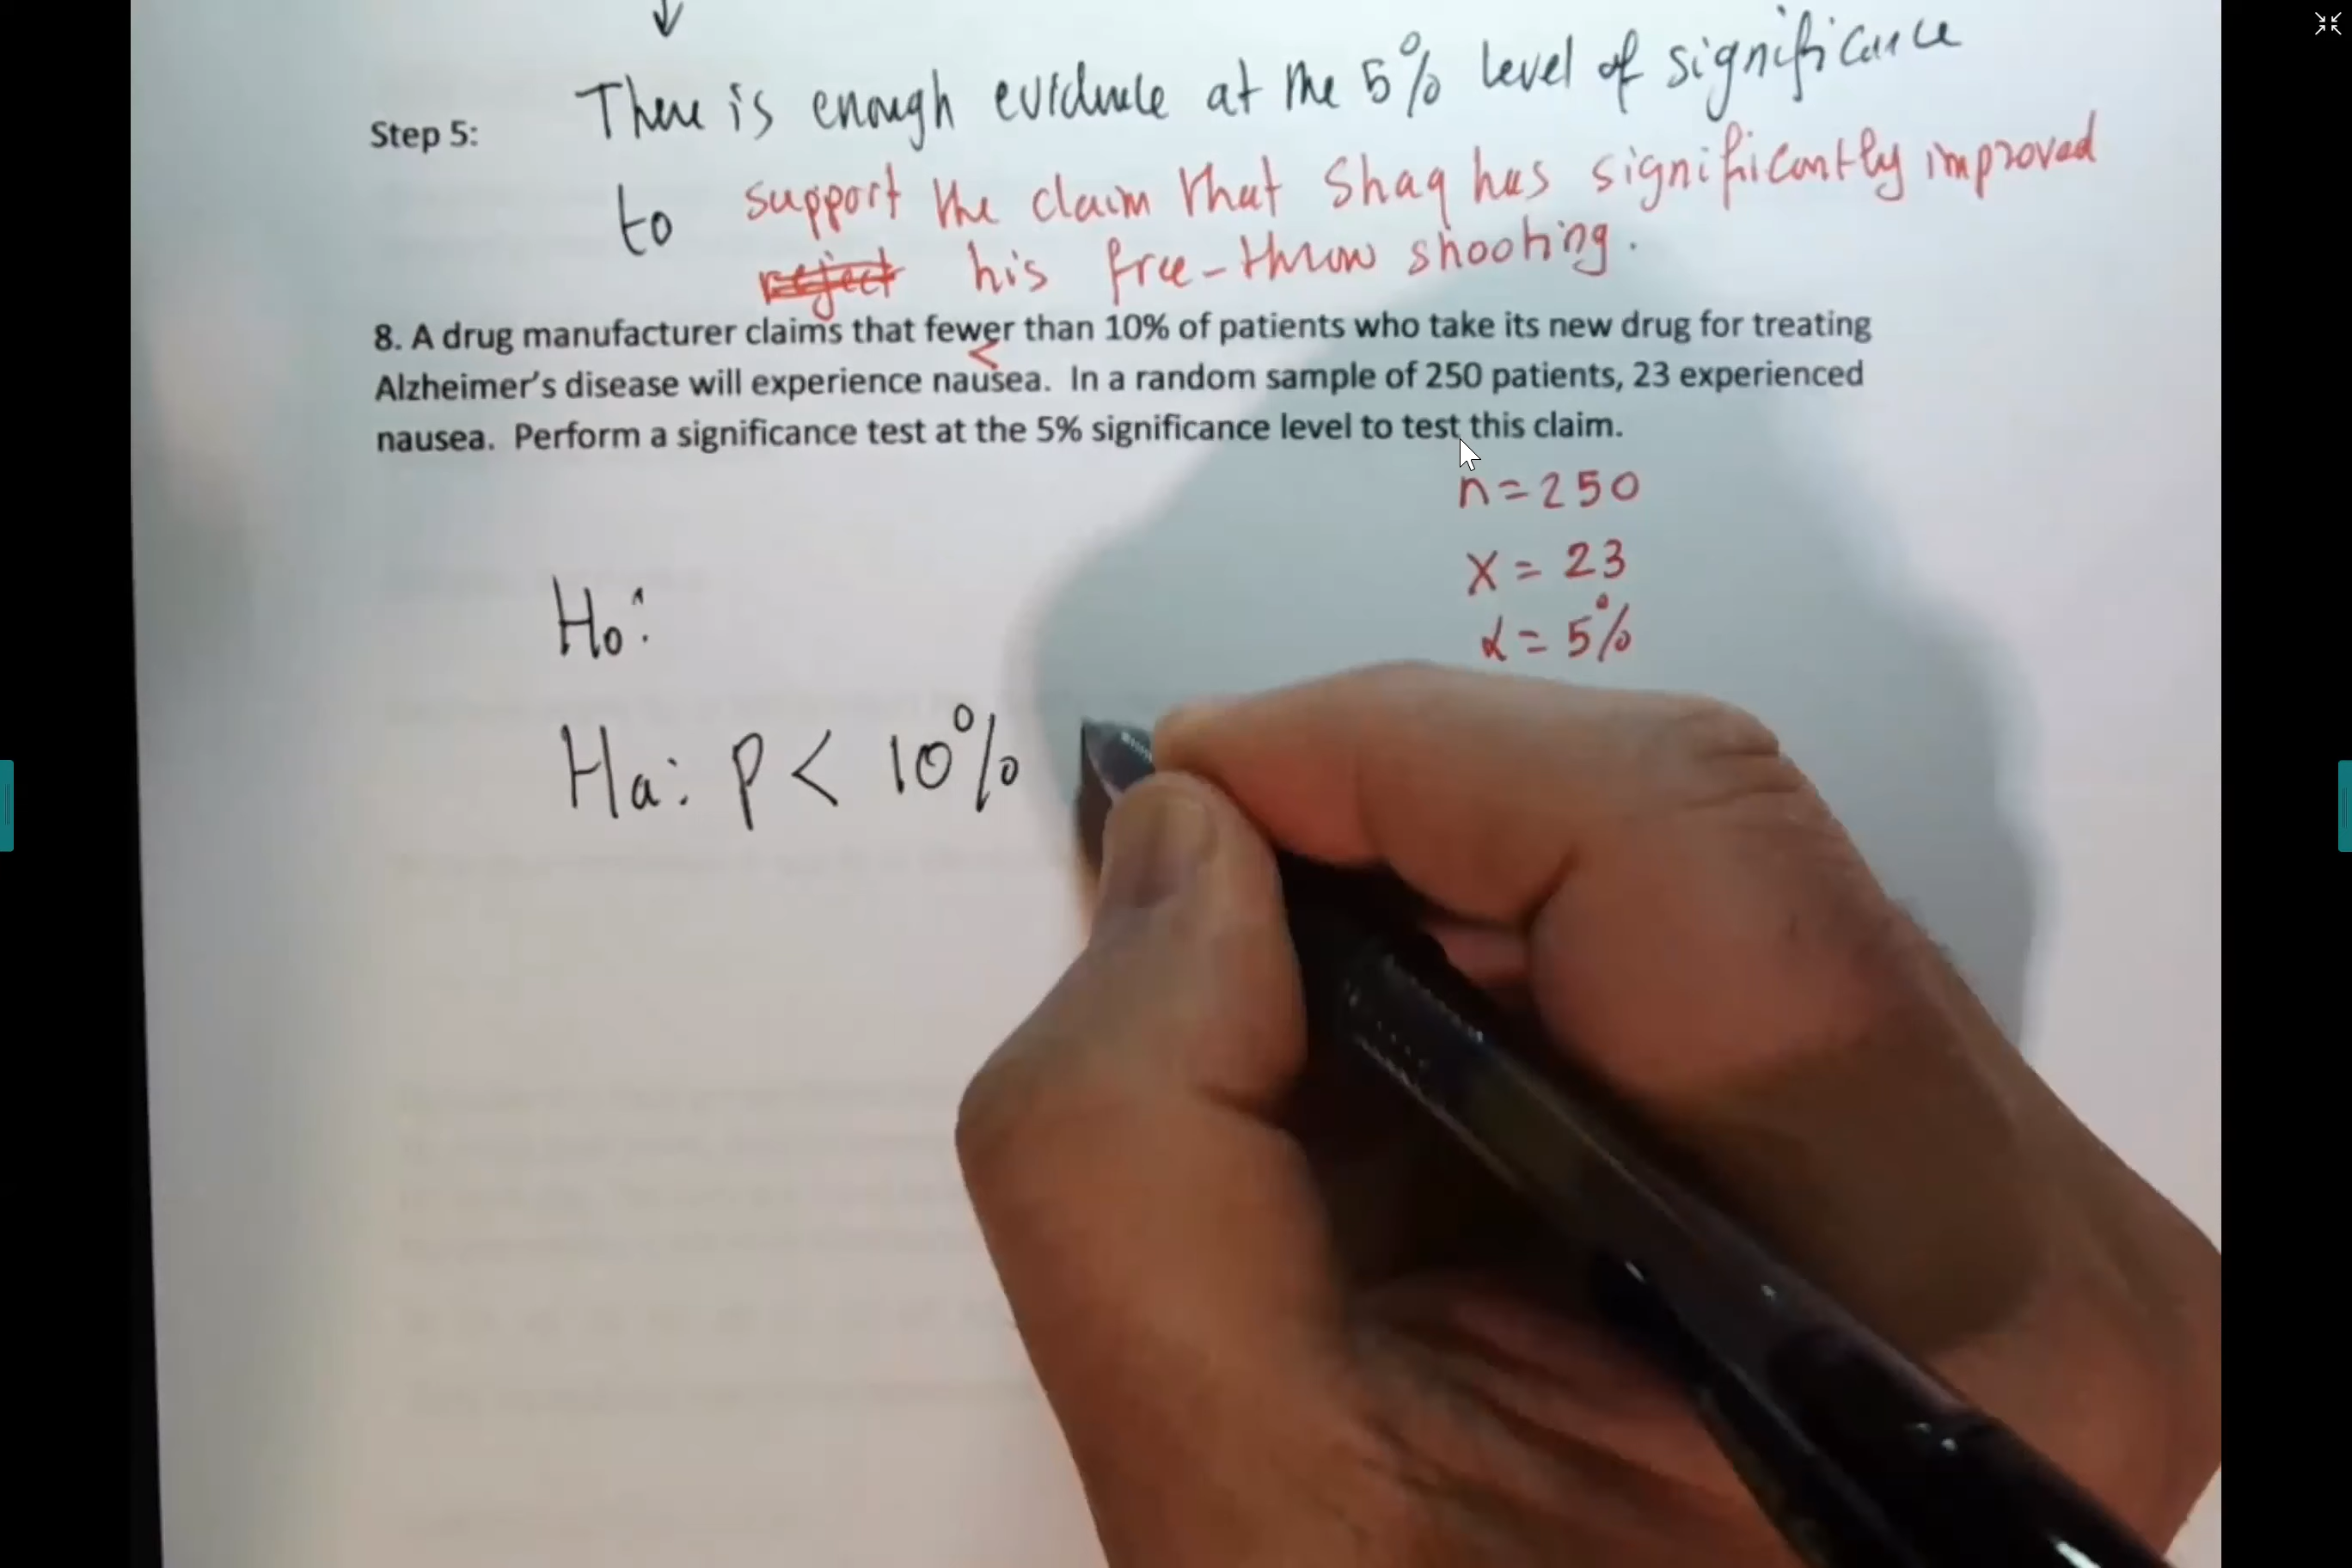 There is enough evidence at the 5% level of significance
Step 5:
to support the claim that Shaq has significantly improved
reject his free-throw shooting.
8. A drug manufacturer claims that fewer than 10% of patients who take its new drug for treating
<
Alzheimer's disease will experience nausea. In a random sample of 250 patients, 23 experienced
nausea. Perform a significance test at the 5% significance level to test this claim.
n = 250
x = 23
α = 5%
Ho:
Ha: p < 10%